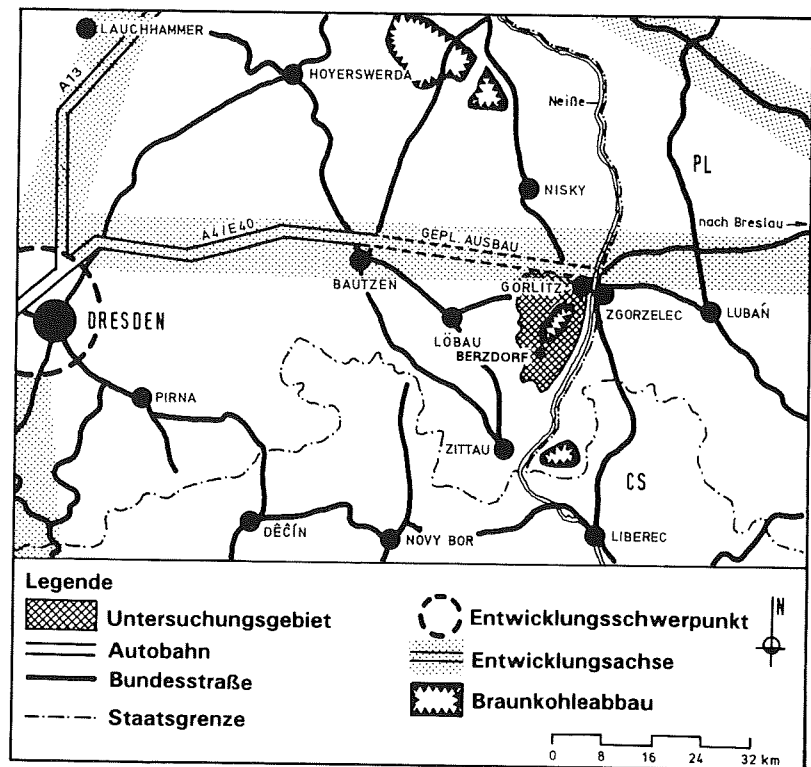 LAUCHHAMMER
A13
HOYERSWERDA
Neiße
NISKY
PL
nach Breslau
A4/E40
GEPL. AUSBAU
BAUTZEN
GÖRLITZ
ZGORZELEC
DRESDEN
LÖBAU
LUBAŃ
BERZDORF
PIRNA
ZITTAU
CS
DĚČÍN
NOVY BOR
LIBEREC
Legende
Untersuchungsgebiet
Autobahn
Bundesstraße
Staatsgrenze
Entwicklungsschwerpunkt
Entwicklungsachse
Braunkohleabbau
N
0 8 16 24 32 km